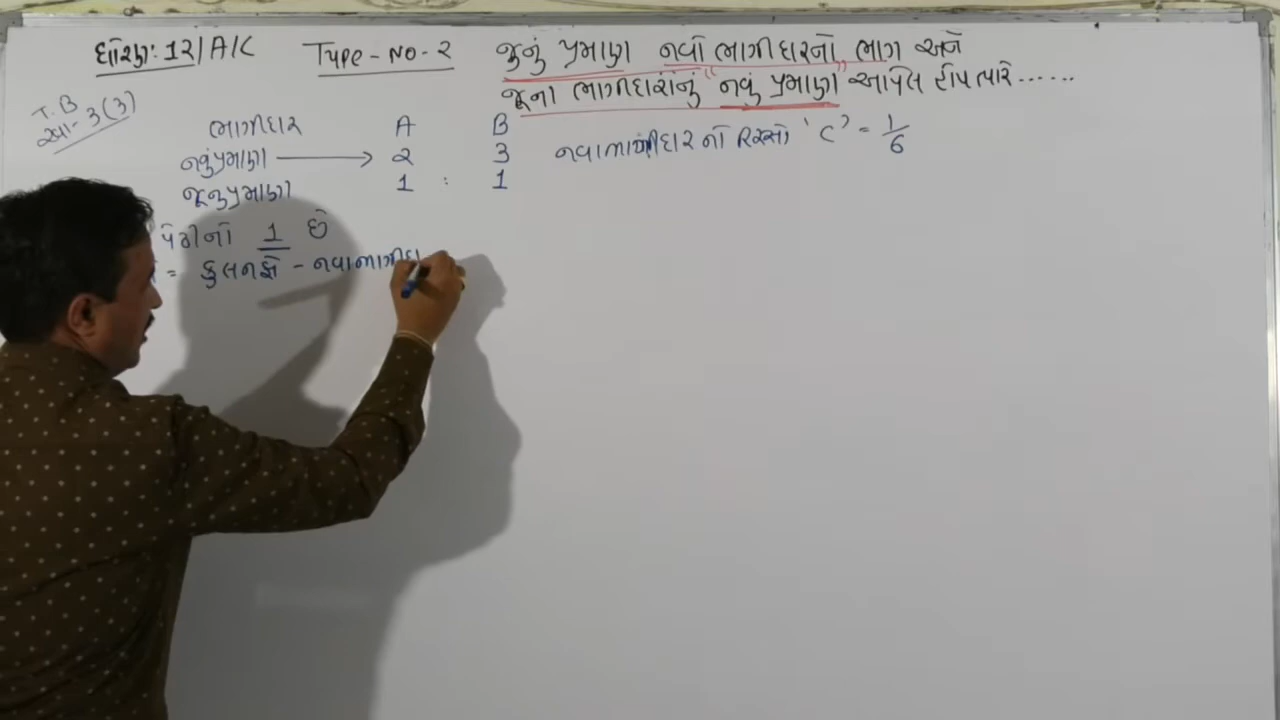 ધોરણ: 12 | A/C Type-No-2 જૂનું પ્રમાણ નવા ભાગીદારનો ભાગ અને
જૂના ભાગીદારોનું "નવું પ્રમાણ" આપેલ હોય ત્યારે......
T.B
સ્વા-3(3)
ભાગીદાર A B
નવુંપ્રમાણ → 2 3 નવાભાગીદારનો હિસ્સો 'C' = 1/6
જૂનુપ્રમાણ 1 : 1
પેઢીનો 1 છે
= કુલનફો - નવાભાગીદા